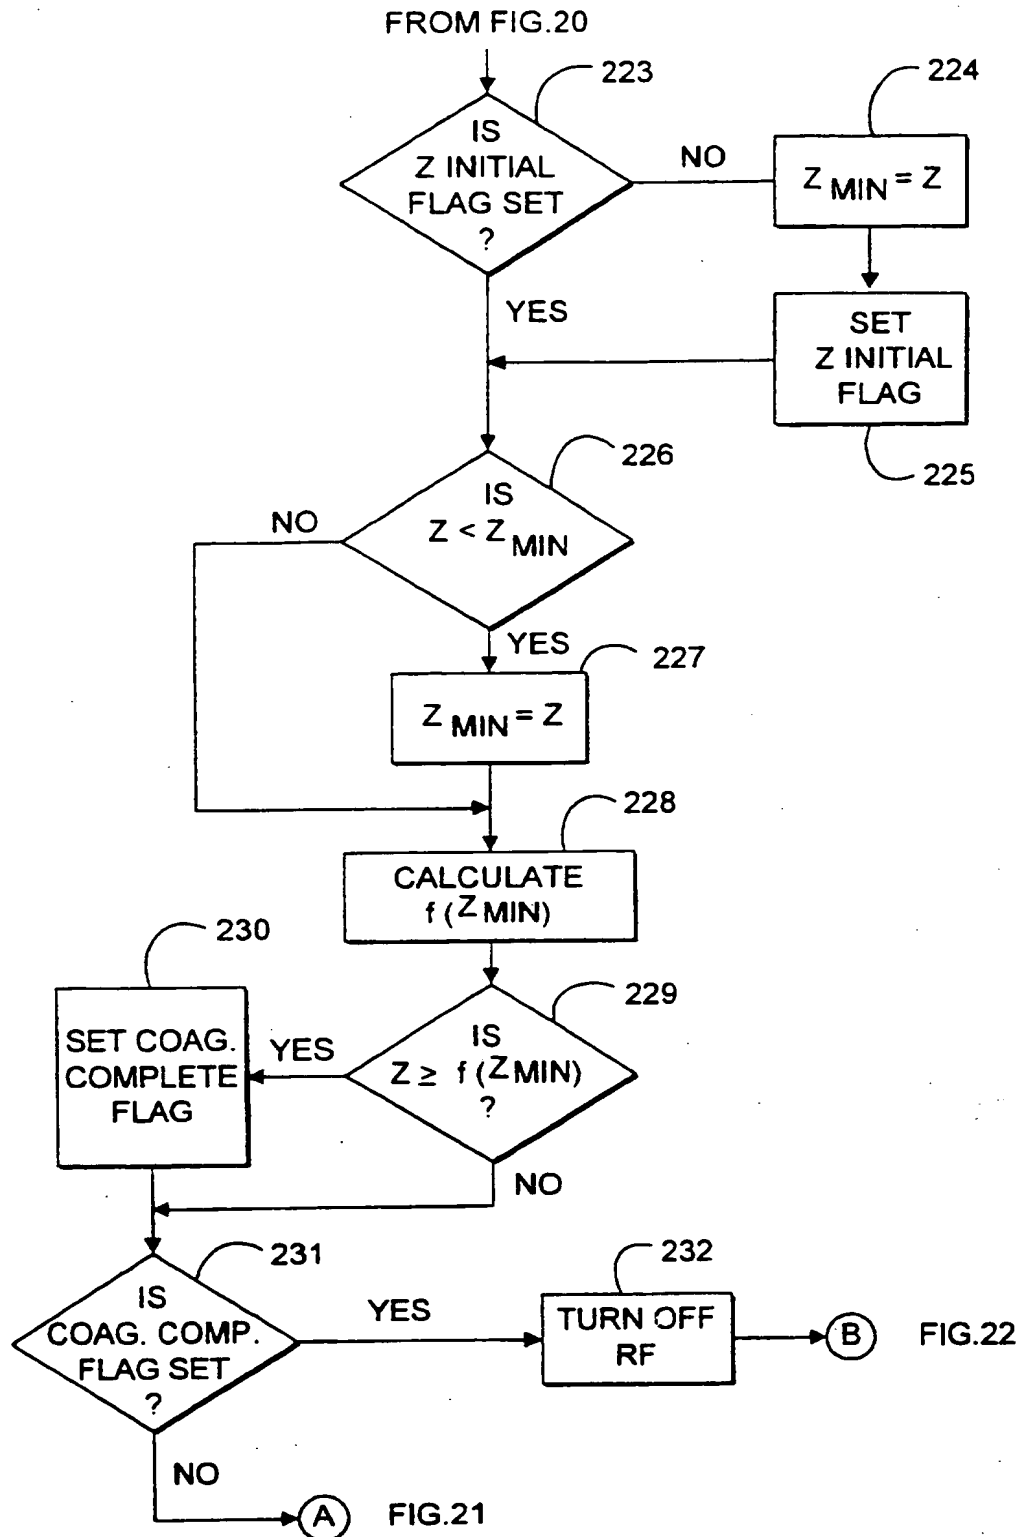 FROM FIG.20
223
IS
Z INITIAL
FLAG SET
?
NO
224
Z MIN = Z
YES
SET
Z INITIAL
FLAG
225
226
IS
Z < Z MIN
NO
YES
227
Z MIN = Z
228
CALCULATE
f (Z MIN)
229
IS
Z ≥ f (Z MIN)
?
YES
230
SET COAG.
COMPLETE
FLAG
NO
231
IS
COAG. COMP.
FLAG SET
?
YES
232
TURN OFF
RF
B
FIG.22
NO
A
FIG.21